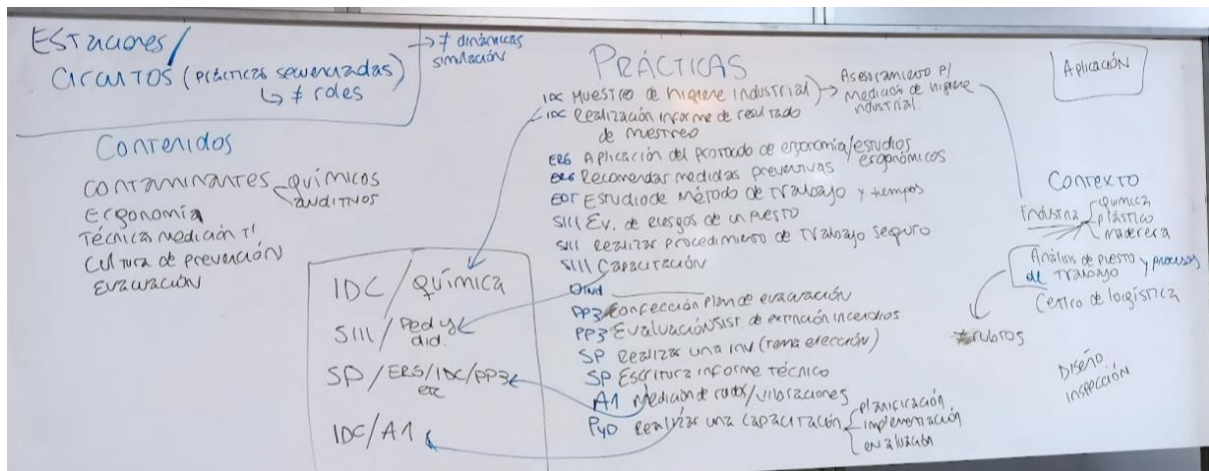 Estaciones/
Circuitos (prácticas secuenciadas)
↳ ≠ roles
→ ≠ dinámicas
simulación
Contenidos
contaminantes químicos
auditivos
Ergonomía
Técnicas medición
Cultura de prevención
Evacuación
IDC/química
SIII/Ped y
did.
SP/ERG/IDC/PP3
etc
IDC/A1
PRÁCTICAS
IDC Muestreo de higiene industrial → Asesoramiento p/
medición de higiene
industrial
IDC Realización informe de resultado
de muestreo
ERG Aplicación del protocolo de ergonomía/estudios
ergonómicos
ERG Recomendar medidas preventivas
EOT Estudio de Método de trabajo y tiempos
SIII Ev. de riesgos de un puesto
SIII Realizar procedimiento de trabajo seguro
SIII Capacitación
PP3 Confección Plan de evacuación
PP3 Evaluación Sist. de extinción incendios
SP Realizar una inv (tema elección)
SP Escritura informe técnico
A1 Medición de ruidos/vibraciones
PyD Realizar una capacitación planificación
implementación
evaluación
Aplicación
Contexto
Industria química
plástico
maderera
Análisis de puesto y procesos
de trabajo
Centro de logística
≠ rubros
Diseño
inspección